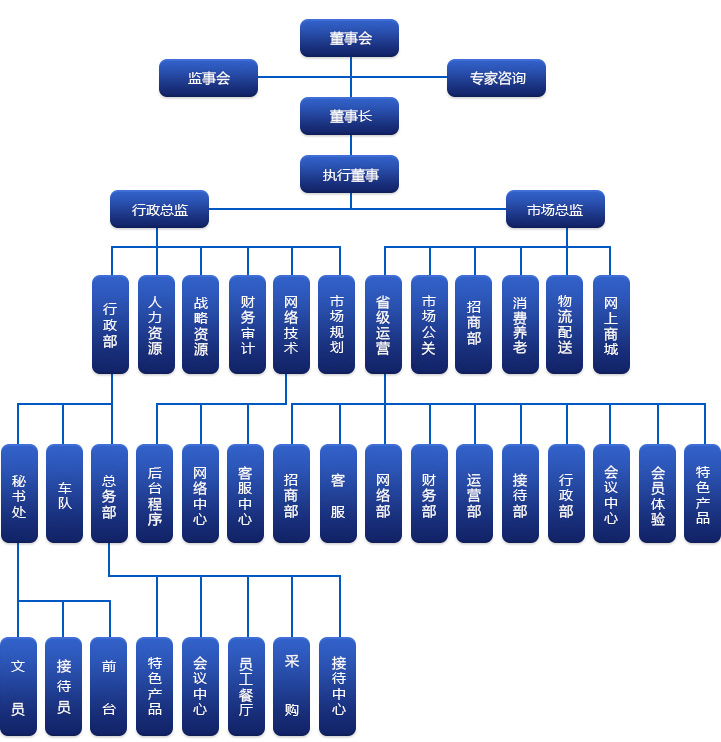 董事会
监事会
专家咨询
董事长
执行董事
行政总监
市场总监
行政部
人力资源
战略资源
财务审计
网络技术
市场规划
省级运营
市场公关
招商部
消费养老
物流配送
网上商城
秘书处
车队
总务部
后台程序
网络中心
客服中心
招商部
客服
网络部
财务部
运营部
接待部
行政部
会议中心
会员体验
特色产品
文员
接待员
前台
特色产品
会议中心
员工餐厅
采购
接待中心